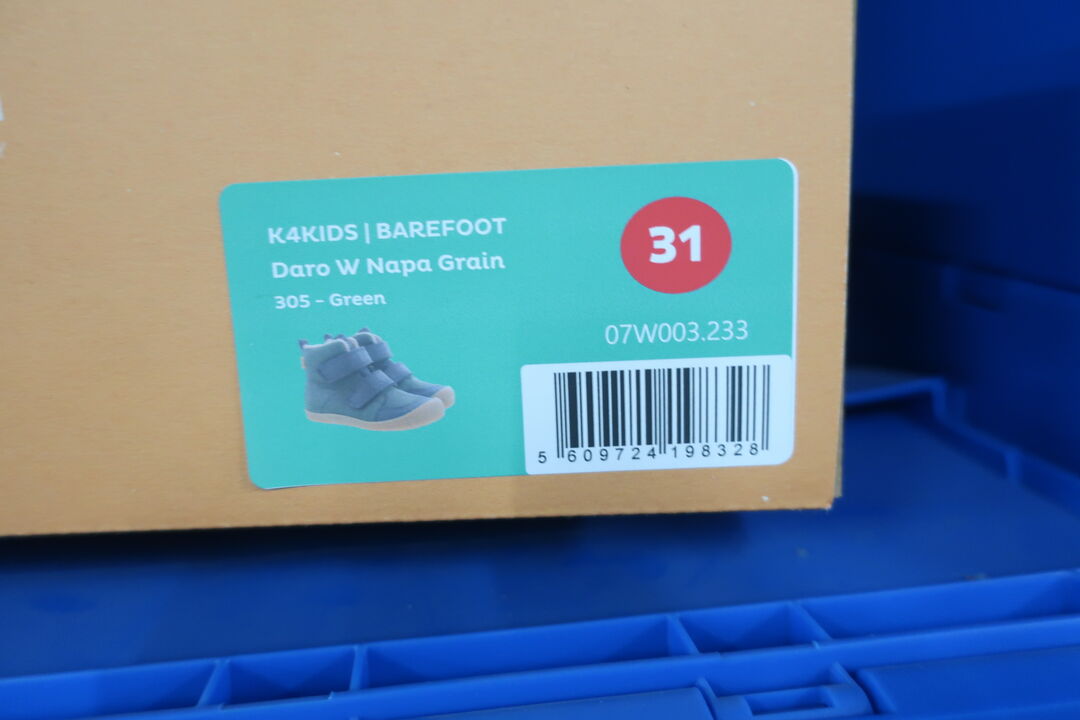 K4KIDS | BAREFOOT
Daro W Napa Grain
305 – Green
31
07W003.233
5 609724 198328